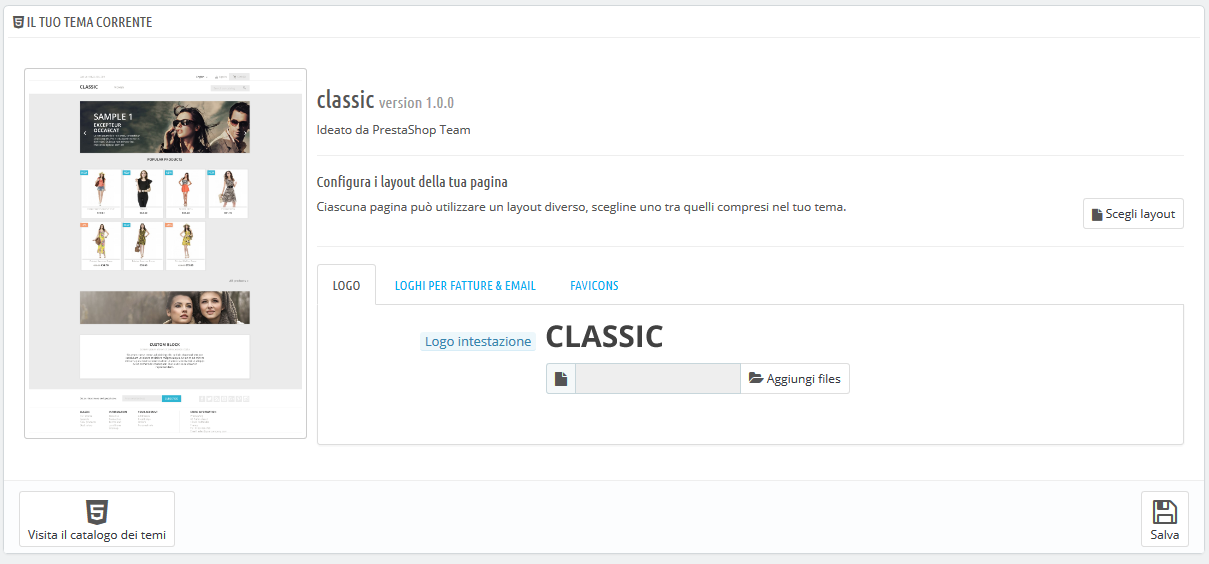 IL TUO TEMA CORRENTE
CLASSIC
SAMPLE 1
EXCEPTEUR
OCCAECAT
POPULAR PRODUCTS
CUSTOM BLOCK
classic version 1.0.0
Ideato da PrestaShop Team
Configura i layout della tua pagina
Ciascuna pagina può utilizzare un layout diverso, scegline uno tra quelli compresi nel tuo tema.
Scegli layout
LOGO
LOGHI PER FATTURE & EMAIL
FAVICONS
Logo intestazione
CLASSIC
Aggiungi files
Visita il catalogo dei temi
Salva